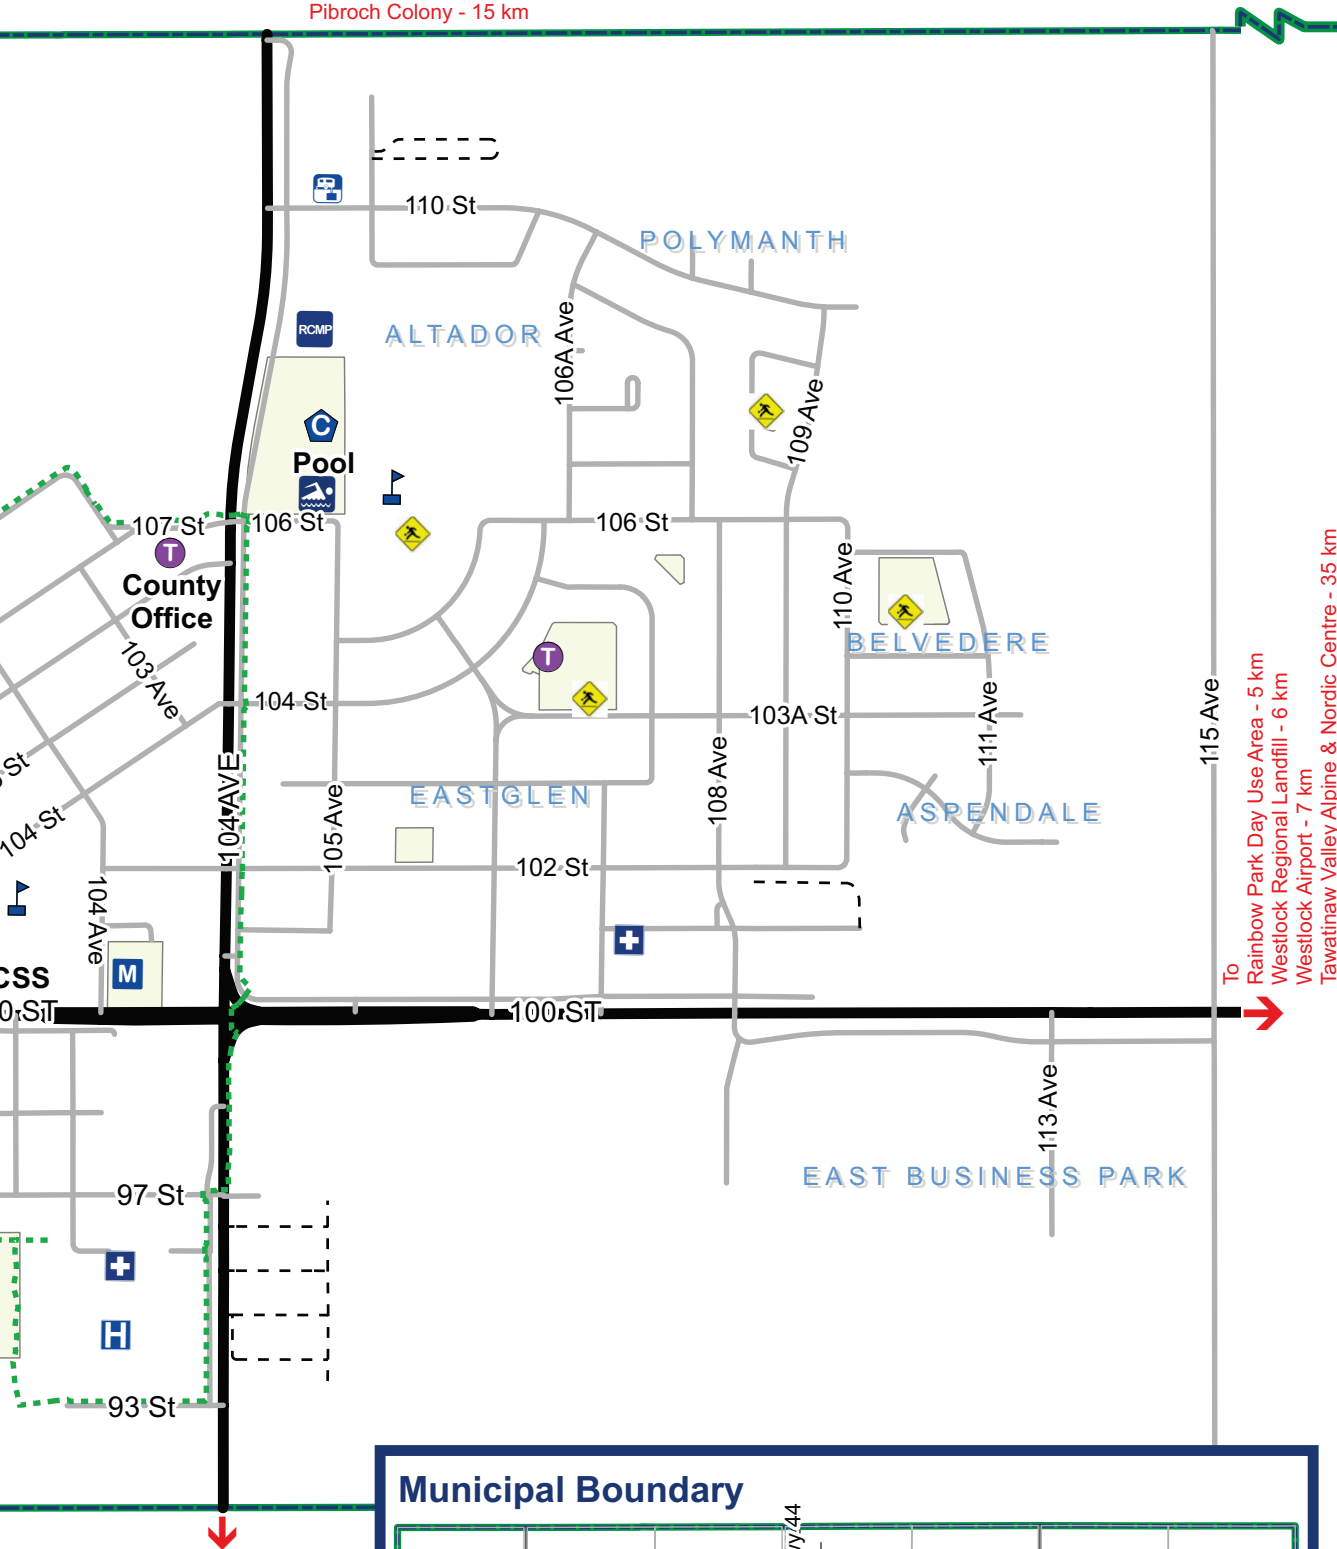 Pibroch Colony - 15 km
110 St
POLYMANTH
RCMP
ALTADOR
106A Ave
109 Ave
C
Pool
107 St
106 St
106 St
T
County
Office
110 Ave
BELVEDERE
103 Ave
T
104 St
103A St
111 Ave
115 Ave
St
104 AVE
108 Ave
EASTGLEN
ASPENDALE
104 St
105 Ave
102 St
104 Ave
M
CSS
0 ST
100 ST
To
Rainbow Park Day Use Area - 5 km
Westlock Regional Landfill - 6 km
Westlock Airport - 7 km
Tawatinaw Valley Alpine & Nordic Centre - 35 km
113 Ave
EAST BUSINESS PARK
97 St
H
93 St
Municipal Boundary
y 44